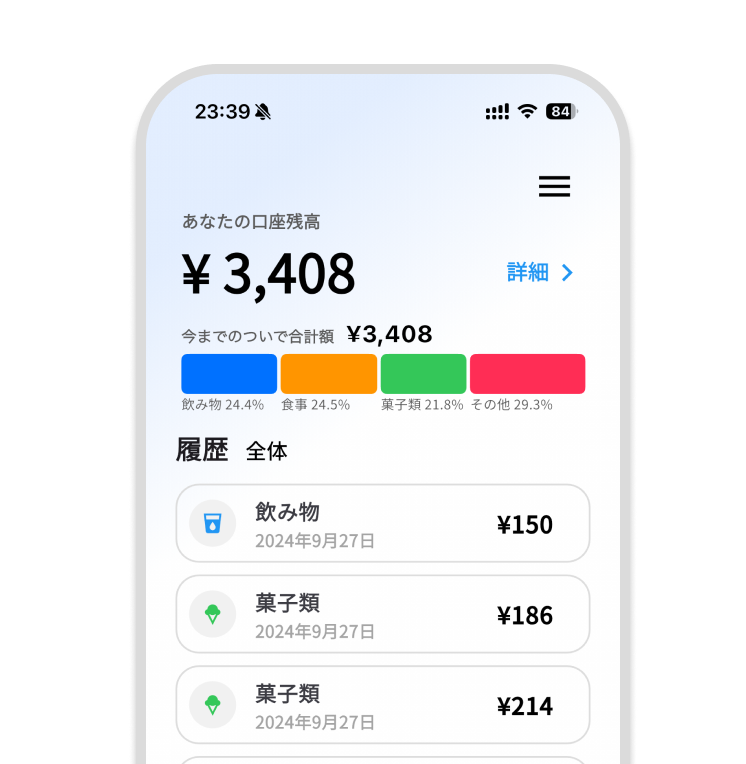 23:39 84
あなたの口座残高
¥ 3,408 詳細
今までのついで合計額 ¥3,408
飲み物 24.4% 食事 24.5% 菓子類 21.8% その他 29.3%
履歴 全体
飲み物
2024年9月27日
¥150
菓子類
2024年9月27日
¥186
菓子類
2024年9月27日
¥214